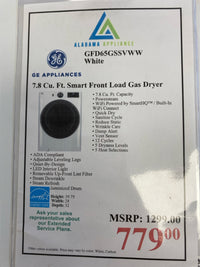 ALABAMA APPLIANCE
GFD65GSSVWW
White
GE APPLIANCES
7.8 Cu. Ft. Smart Front Load Gas Dryer
• 7.8 Cu. Ft. Capacity
• Powersteam
• WiFi Powered by SmartHQ™ / Built-In
• WiFi Connect
• Quick Dry
• Sanitize Cycle
• Reduce Static
• Wrinkle Care
• Damp Alert
• Vent Sensor
• 12 Cycles
• 5 Dryness Levels
• 5 Heat Selections
• ADA Compliant
• Adjustable Leveling Legs
• Quiet-By-Design
• LED Interior Light
• Removable Up-Front Lint Filter
• Steam Dewrinkle
• Steam Refresh
Ask your sales
representative about
our Extended
Service Plans.
MSRP: 1299.00
779.00